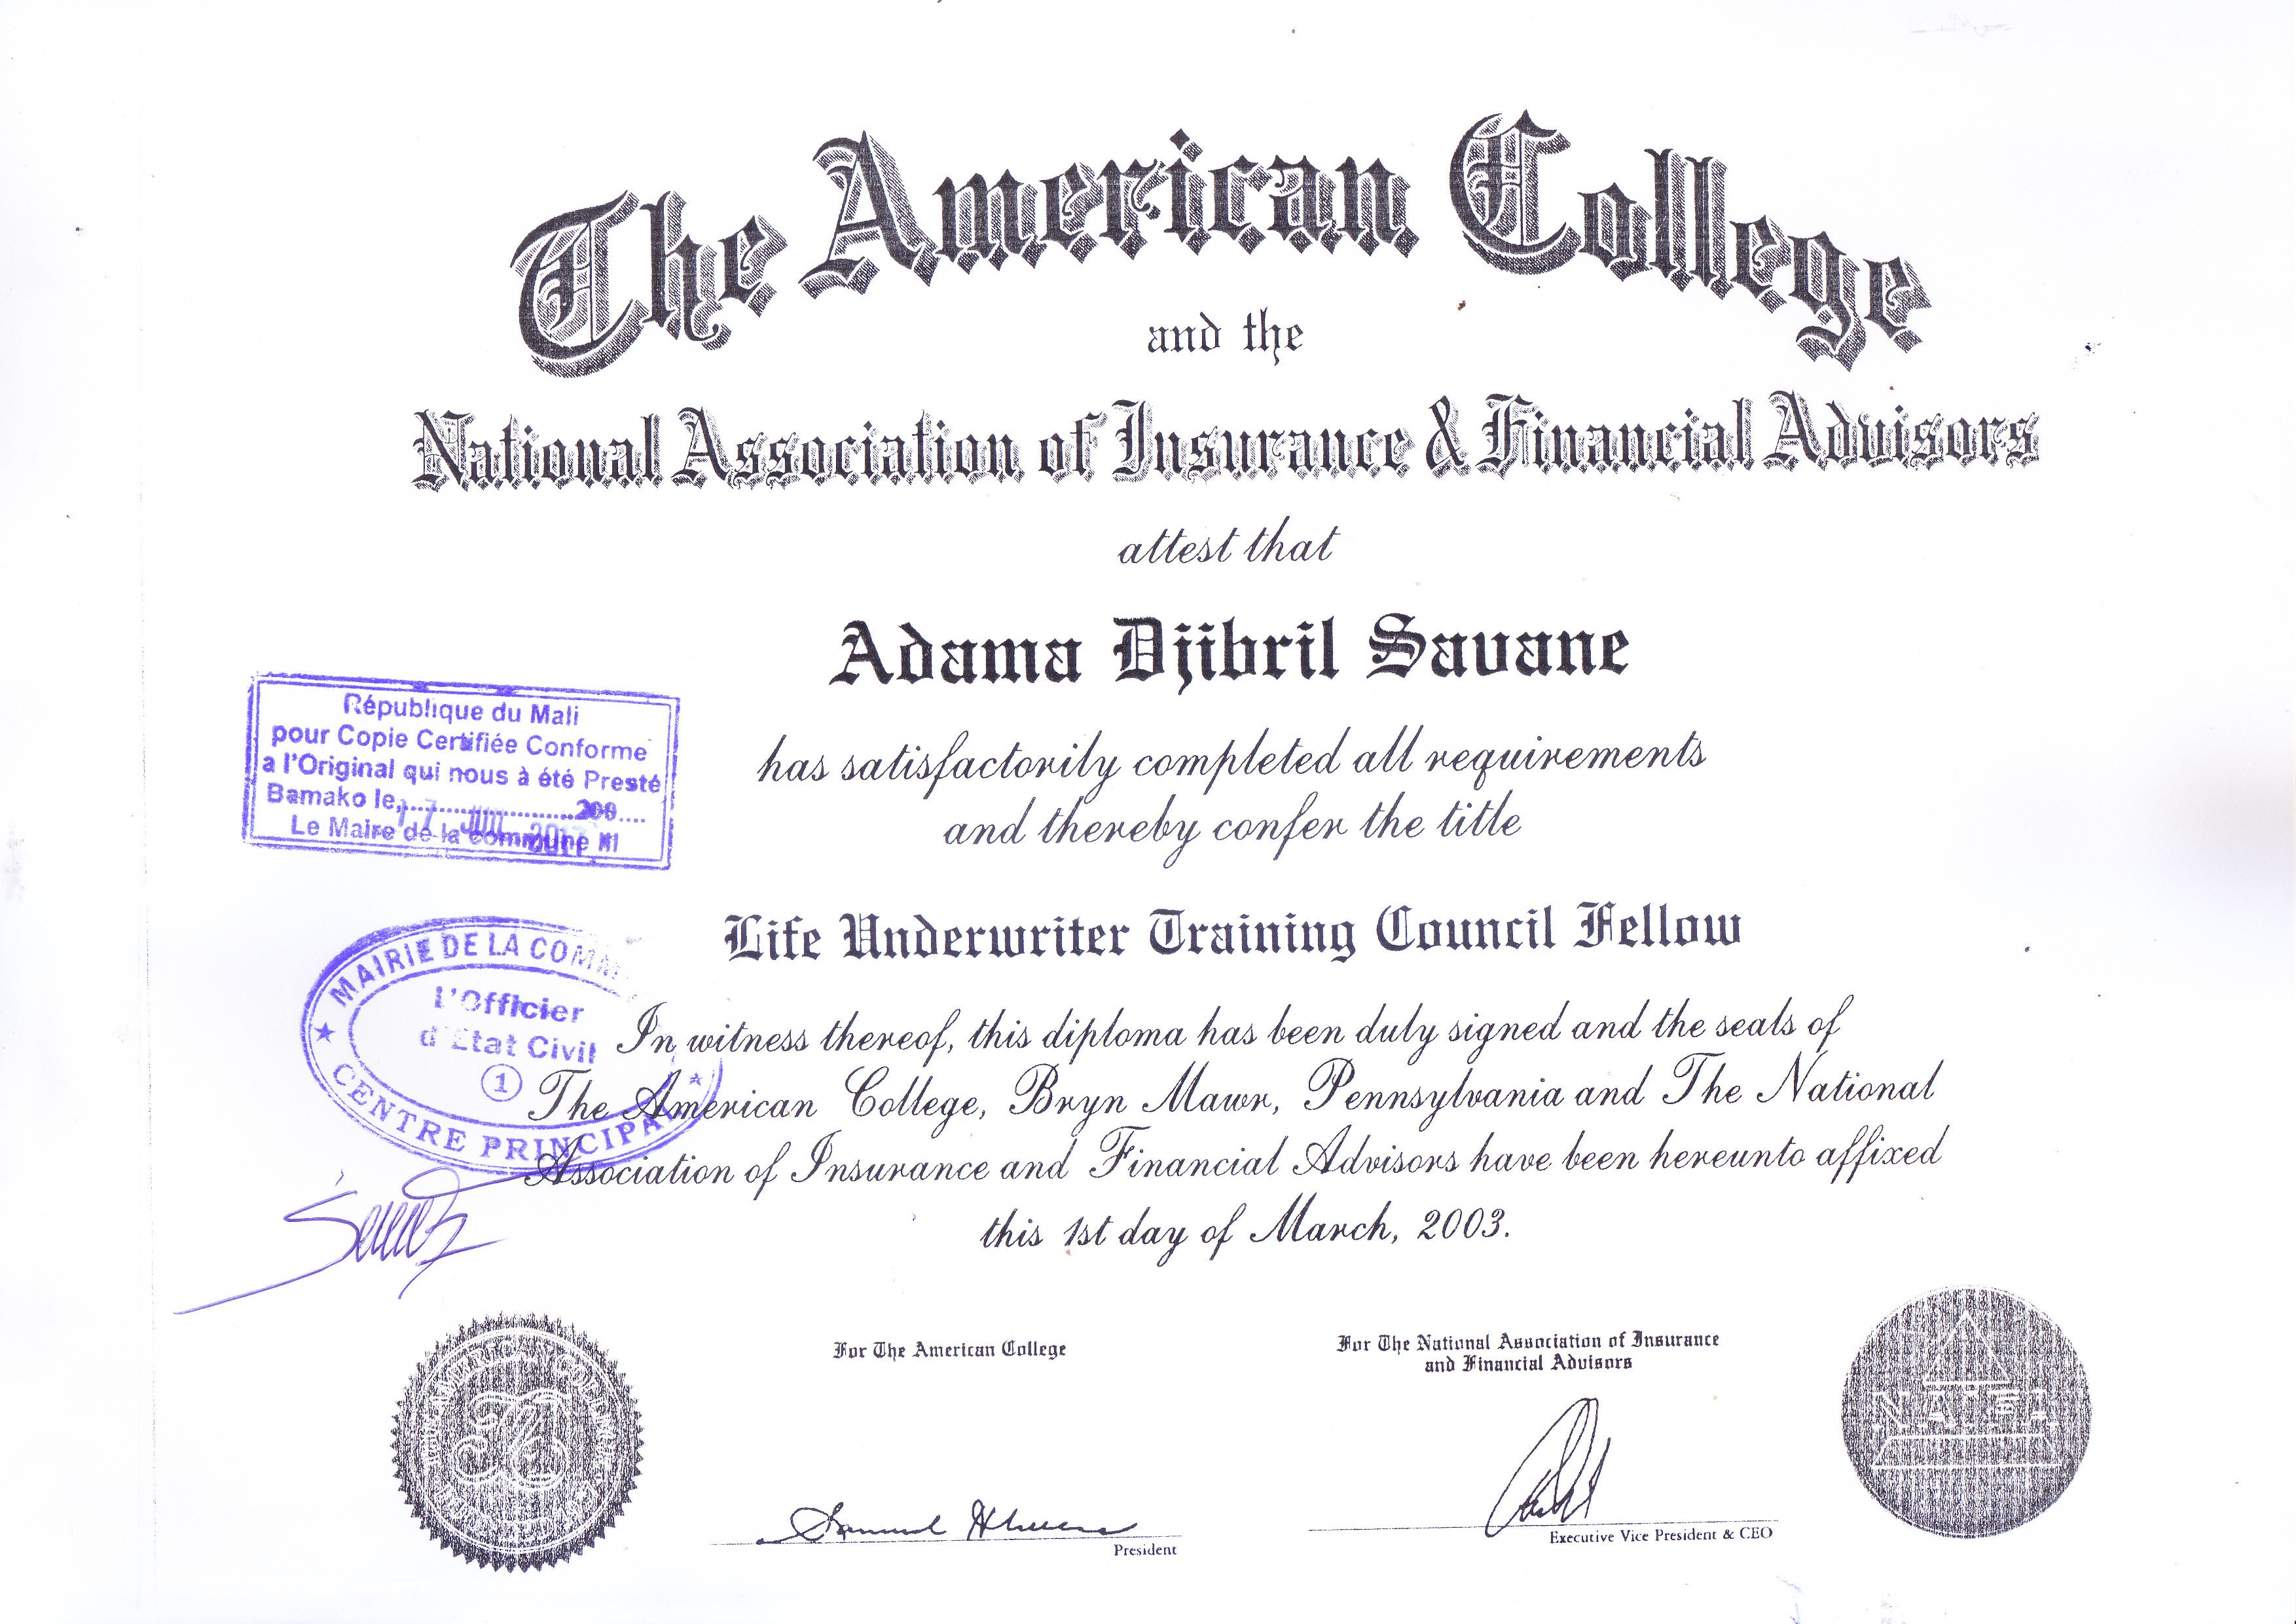 The American College
and the
National Association of Insurance & Financial Advisors
attest that
Adama Djibril Savane
has satisfactorily completed all requirements
and thereby confer the title
Life Underwriter Training Council Fellow
In witness thereof, this diploma has been duly signed and the seals of
The American College, Bryn Mawr, Pennsylvania and The National
Association of Insurance and Financial Advisors have been hereunto affixed
this 1st day of March, 2003.
République du Mali
pour Copie Certifiée Conforme
a l'Original qui nous à été Presté
Bamako le,....................200....
17 JUIL
Le Maire de la commune III
MAIRIE DE LA COMM
L'Officier
d'Etat Civil
1
CENTRE PRINCIPAL
For The American College
President
For The National Association of Insurance
and Financial Advisors
Executive Vice President & CEO